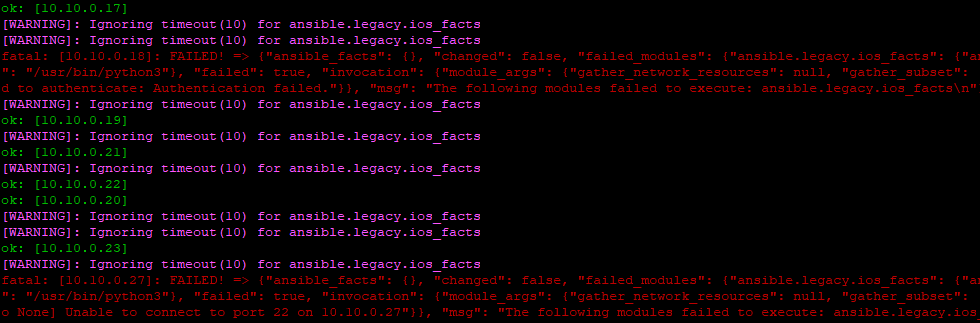 ok: [10.10.0.17]
[WARNING]: Ignoring timeout(10) for ansible.legacy.ios_facts
[WARNING]: Ignoring timeout(10) for ansible.legacy.ios_facts
fatal: [10.10.0.18]: FAILED! => {"ansible_facts": {}, "changed": false, "failed_modules": {"ansible.legacy.ios_facts": {"an
": "/usr/bin/python3"}, "failed": true, "invocation": {"module_args": {"gather_network_resources": null, "gather_subset":
d to authenticate: Authentication failed."}}, "msg": "The following modules failed to execute: ansible.legacy.ios_facts\n"
[WARNING]: Ignoring timeout(10) for ansible.legacy.ios_facts
ok: [10.10.0.19]
[WARNING]: Ignoring timeout(10) for ansible.legacy.ios_facts
ok: [10.10.0.21]
[WARNING]: Ignoring timeout(10) for ansible.legacy.ios_facts
ok: [10.10.0.22]
ok: [10.10.0.20]
[WARNING]: Ignoring timeout(10) for ansible.legacy.ios_facts
[WARNING]: Ignoring timeout(10) for ansible.legacy.ios_facts
ok: [10.10.0.23]
[WARNING]: Ignoring timeout(10) for ansible.legacy.ios_facts
fatal: [10.10.0.27]: FAILED! => {"ansible_facts": {}, "changed": false, "failed_modules": {"ansible.legacy.ios_facts": {"an
": "/usr/bin/python3"}, "failed": true, "invocation": {"module_args": {"gather_network_resources": null, "gather_subset":
o None] Unable to connect to port 22 on 10.10.0.27"}}, "msg": "The following modules failed to execute: ansible.legacy.ios